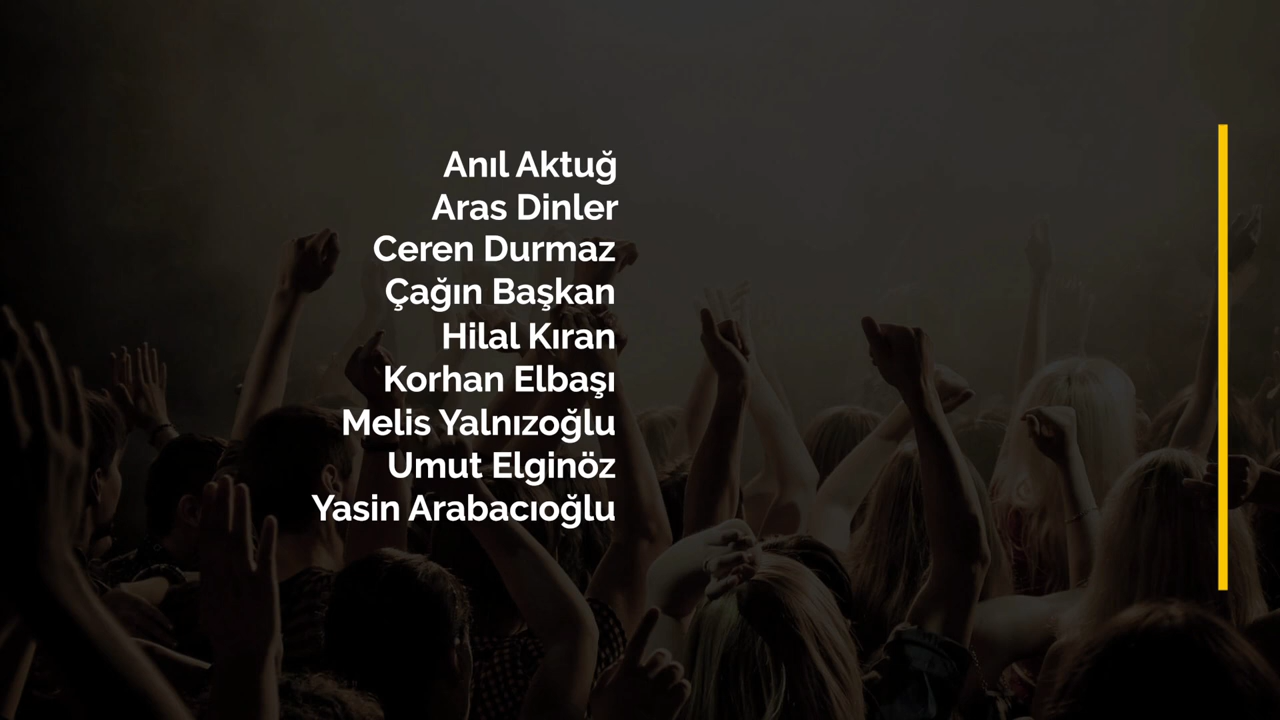 Anıl Aktuğ
Aras Dinler
Ceren Durmaz
Çağın Başkan
Hilal Kıran
Korhan Elbaşı
Melis Yalnızoğlu
Umut Elginöz
Yasin Arabacıoğlu